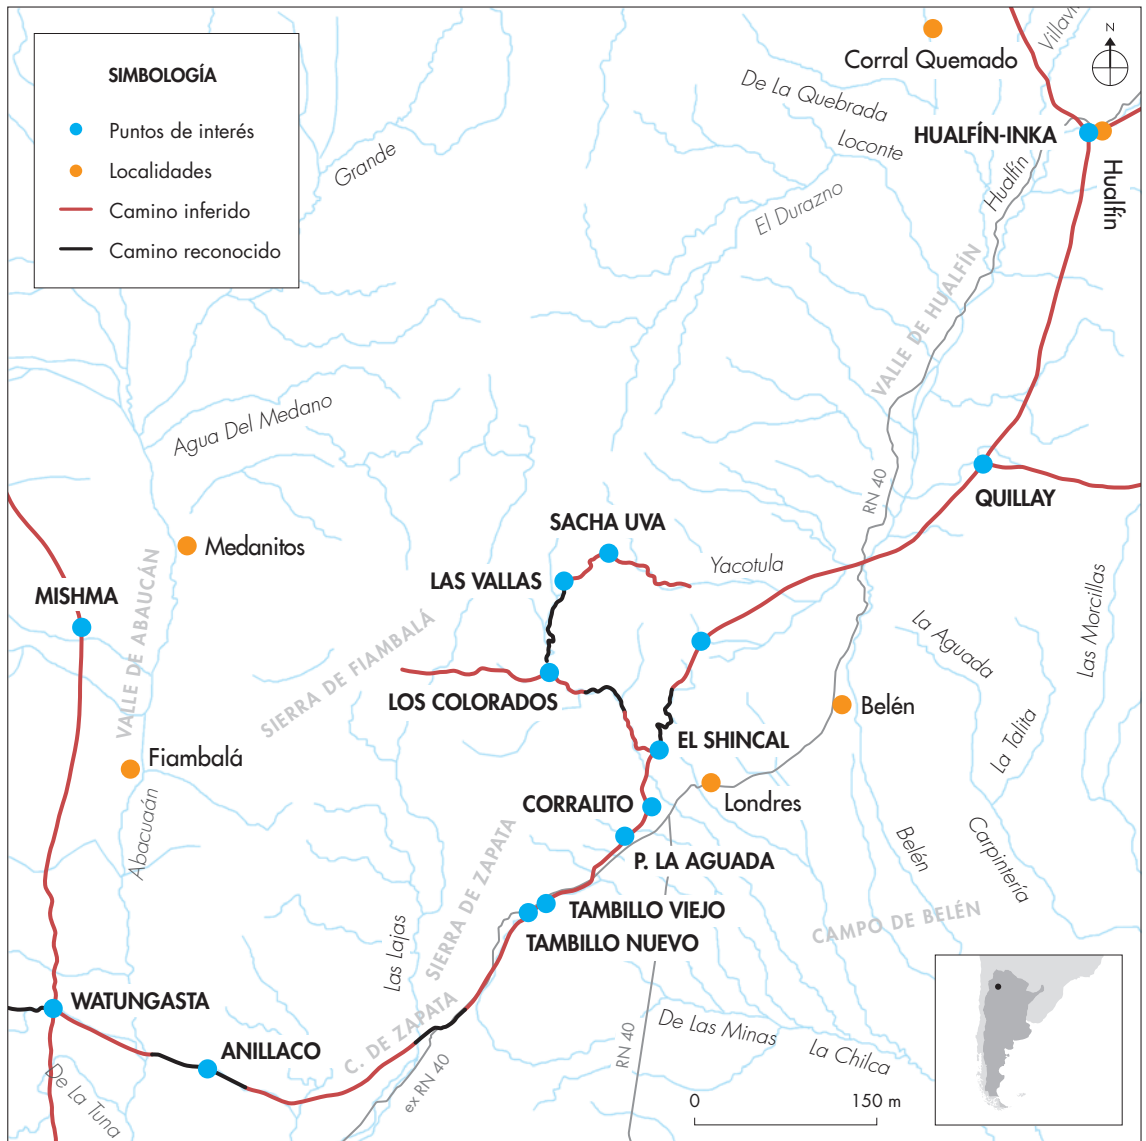 SIMBOLOGÍA
Puntos de interés
Localidades
Camino inferido
Camino reconocido
N
Villavi
Corral Quemado
De La Quebrada
HUALFÍN-INKA
Loconte
Grande
Hualfín
Hualfín
El Durazno
VALLE DE HUALFÍN
Agua Del Medano
RN 40
QUILLAY
SACHA UVA
Medanitos
Yacotula
LAS VALLAS
MISHMA
VALLE DE ABAUCÁN
SIERRA DE FIAMBALÁ
La Aguada
Las Morcillas
LOS COLORADOS
Belén
EL SHINCAL
La Talita
Fiambalá
CORRALITO
Londres
Abacuaán
SIERRA DE ZAPATA
P. LA AGUADA
Belén
Carpintería
TAMBILLO VIEJO
CAMPO DE BELÉN
TAMBILLO NUEVO
Las Lajas
WATUNGASTA
C. DE ZAPATA
De Las Minas
RN 40
La Chilca
ANILLACO
ex RN 40
De La Tuna
0
150 m